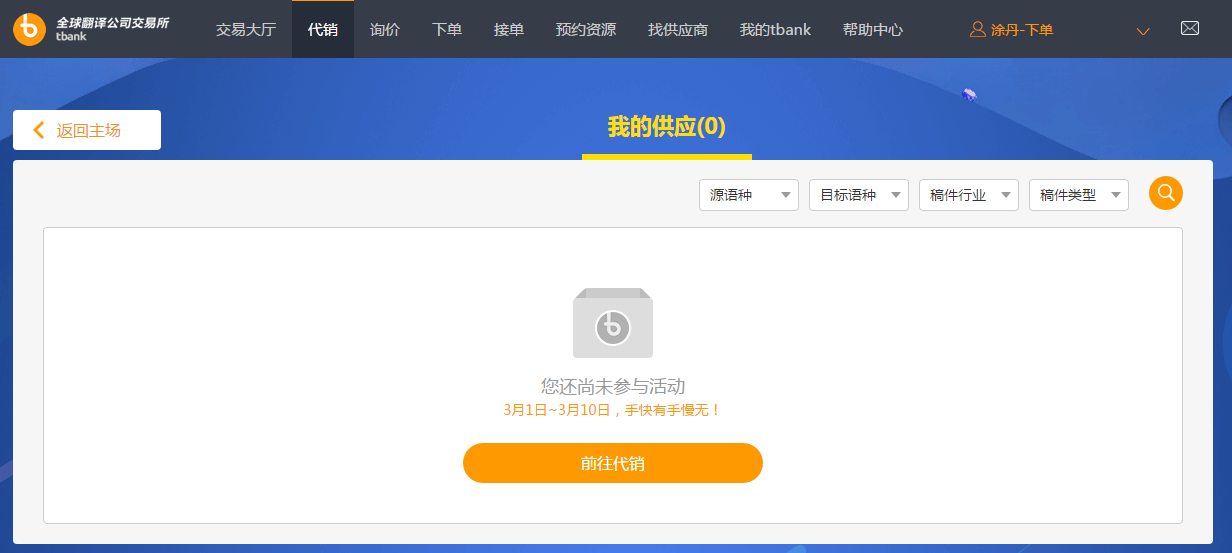 全球翻译公司交易所
tbank
交易大厅 代销 询价 下单 接单 预约资源 找供应商 我的tbank 帮助中心 涂丹-下单
返回主场
我的供应(0)
源语种 目标语种 稿件行业 稿件类型
您还尚未参与活动
3月1日~3月10日，手快有手慢无！
前往代销